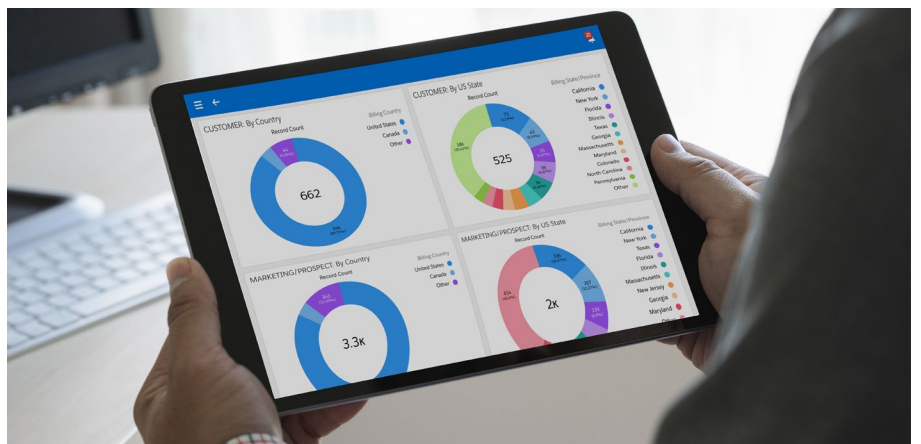 CUSTOMER: By Country
Record Count
Billing Country
United States
Canada
Other
662
CUSTOMER: By US State
Record Count
Billing State/Province
California
New York
Florida
Illinois
Texas
Georgia
Massachusetts
Maryland
Colorado
North Carolina
Pennsylvania
Other
525
MARKETING/PROSPECT: By Country
Record Count
Billing Country
United States
Canada
Other
3.3K
MARKETING/PROSPECT: By US State
Record Count
Billing State/Province
California
New York
Texas
Florida
Illinois
Massachusetts
New Jersey
Georgia
Maryland
Other
2K